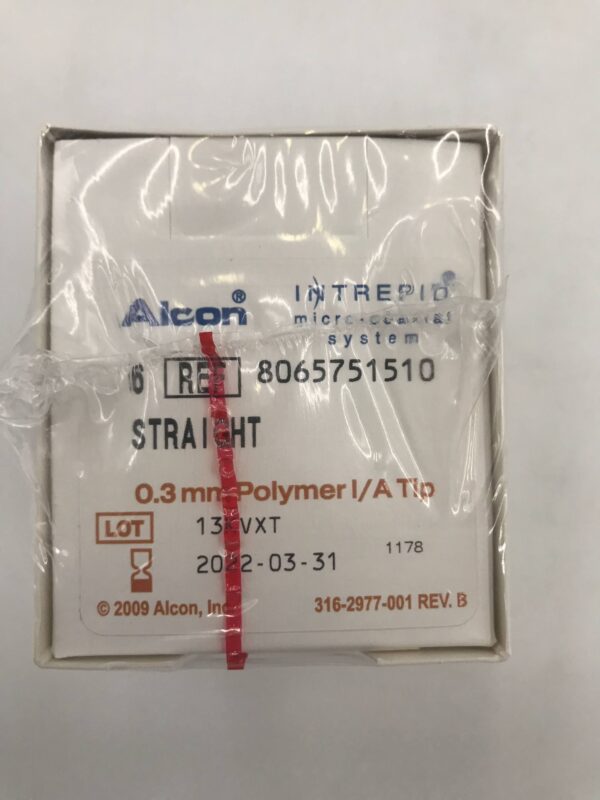 Alcon® INTREPID®
micro-coaxial
system
6 REF 8065751510
STRAIGHT
0.3 mm Polymer I/A Tip
LOT
2022-03-31 1178
© 2009 Alcon, Inc.
316-2977-001 REV. B